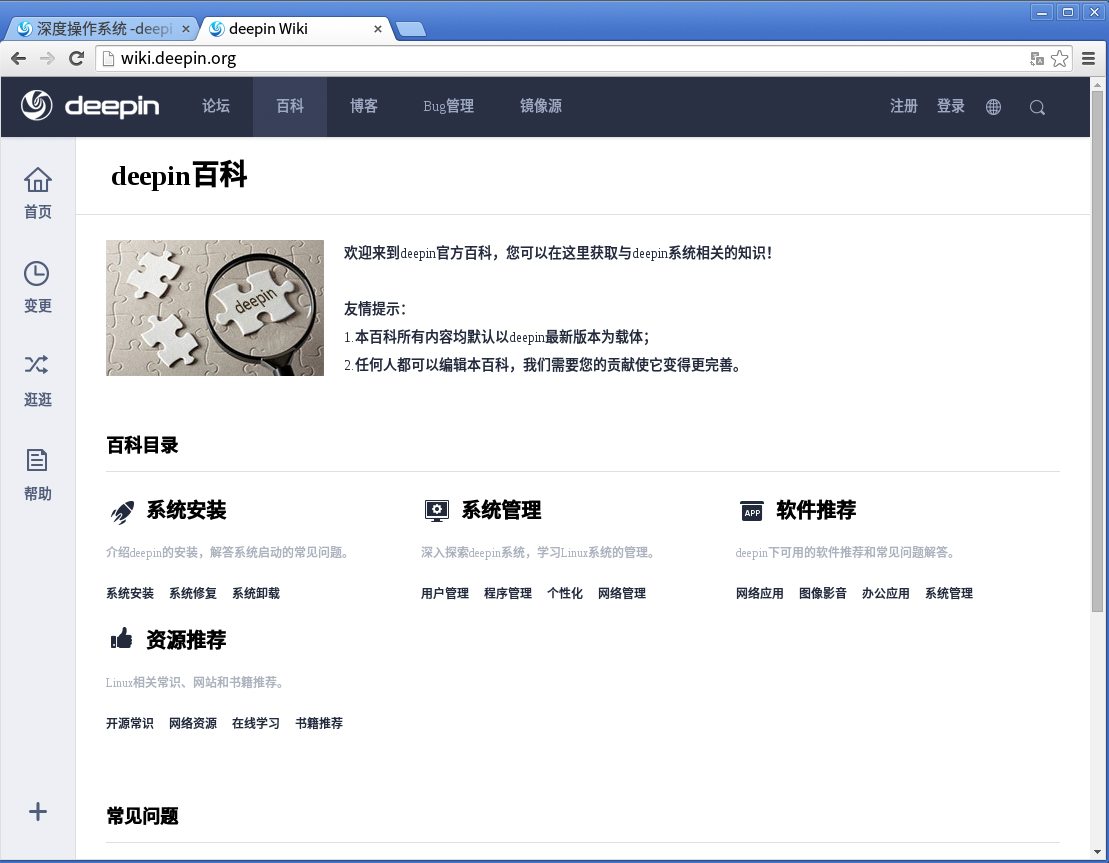 深度操作系统 -deepi
deepin Wiki
wiki.deepin.org
deepin 论坛 百科 博客 Bug管理 镜像源 注册 登录
首页
变更
逛逛
帮助
deepin百科
deepin
欢迎来到deepin官方百科，您可以在这里获取与deepin系统相关的知识！
友情提示：
1.本百科所有内容均默认以deepin最新版本为载体；
2.任何人都可以编辑本百科，我们需要您的贡献使它变得更完善。
百科目录
系统安装
介绍deepin的安装，解答系统启动的常见问题。
系统安装 系统修复 系统卸载
系统管理
深入探索deepin系统，学习Linux系统的管理。
用户管理 程序管理 个性化 网络管理
APP
软件推荐
deepin下可用的软件推荐和常见问题解答。
网络应用 图像影音 办公应用 系统管理
资源推荐
Linux相关常识、网站和书籍推荐。
开源常识 网络资源 在线学习 书籍推荐
常见问题